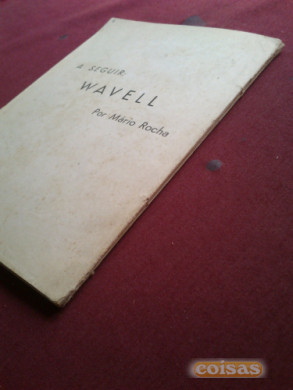 A SEGUIR:
WAVELL
Por Mário Rocha
coisas